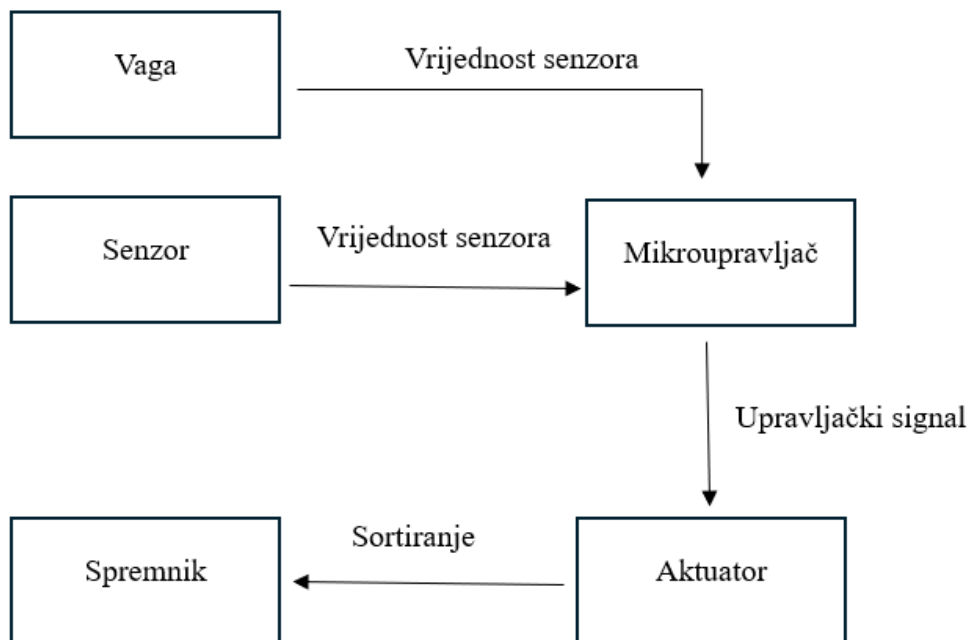 Vaga
Vrijednost senzora
Senzor
Vrijednost senzora
Mikroupravljač
Upravljački signal
Spremnik
Sortiranje
Aktuator